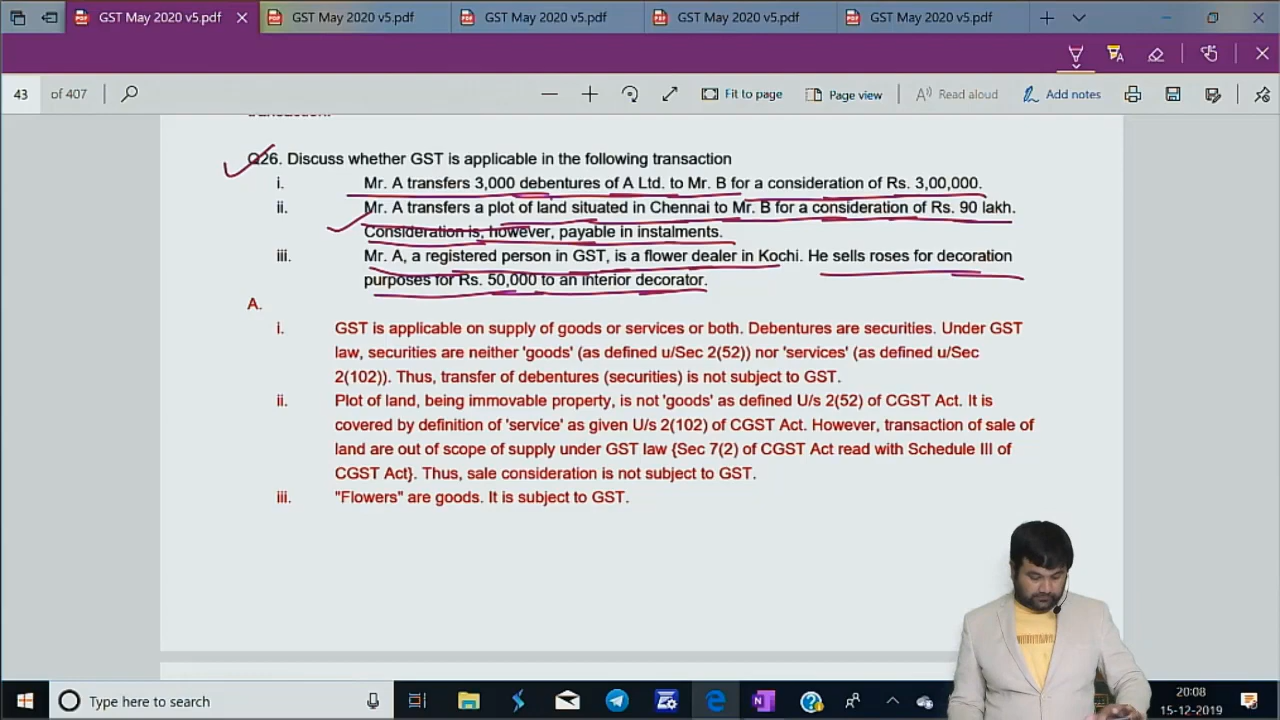 GST May 2020 v5.pdf
GST May 2020 v5.pdf
GST May 2020 v5.pdf
GST May 2020 v5.pdf
GST May 2020 v5.pdf
43 of 407
Fit to page
Page view
Read aloud
Add notes
transaction.
Q26. Discuss whether GST is applicable in the following transaction
i. Mr. A transfers 3,000 debentures of A Ltd. to Mr. B for a consideration of Rs. 3,00,000.
ii. Mr. A transfers a plot of land situated in Chennai to Mr. B for a consideration of Rs. 90 lakh.
Consideration is, however, payable in instalments.
iii. Mr. A, a registered person in GST, is a flower dealer in Kochi. He sells roses for decoration
purposes for Rs. 50,000 to an interior decorator.
A.
i. GST is applicable on supply of goods or services or both. Debentures are securities. Under GST
law, securities are neither 'goods' (as defined u/Sec 2(52)) nor 'services' (as defined u/Sec
2(102)). Thus, transfer of debentures (securities) is not subject to GST.
ii. Plot of land, being immovable property, is not 'goods' as defined U/s 2(52) of CGST Act. It is
covered by definition of 'service' as given U/s 2(102) of CGST Act. However, transaction of sale of
land are out of scope of supply under GST law {Sec 7(2) of CGST Act read with Schedule III of
CGST Act}. Thus, sale consideration is not subject to GST.
iii. "Flowers" are goods. It is subject to GST.
Type here to search
20:08
15-12-2019